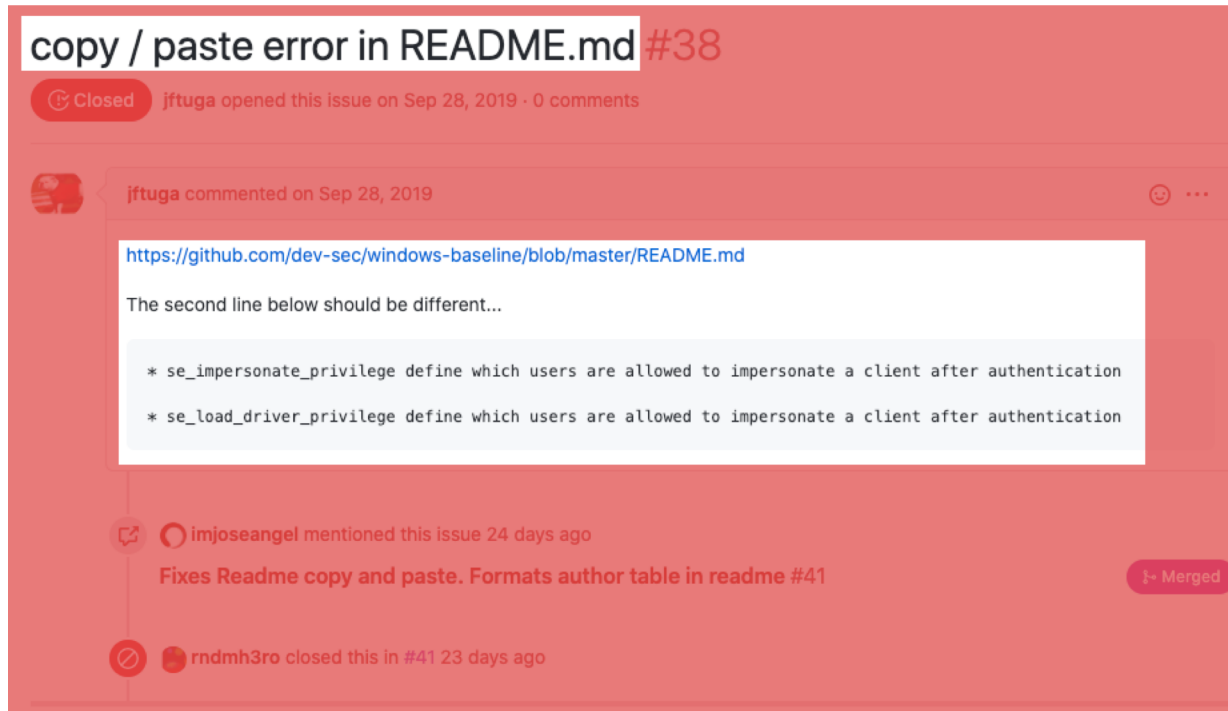 copy / paste error in README.md #38
Closed jftuga opened this issue on Sep 28, 2019 · 0 comments
jftuga commented on Sep 28, 2019
https://github.com/dev-sec/windows-baseline/blob/master/README.md
The second line below should be different...
* se_impersonate_privilege define which users are allowed to impersonate a client after authentication
* se_load_driver_privilege define which users are allowed to impersonate a client after authentication
imjoseangel mentioned this issue 24 days ago
Fixes Readme copy and paste. Formats author table in readme #41
Merged
rndmh3ro closed this in #41 23 days ago